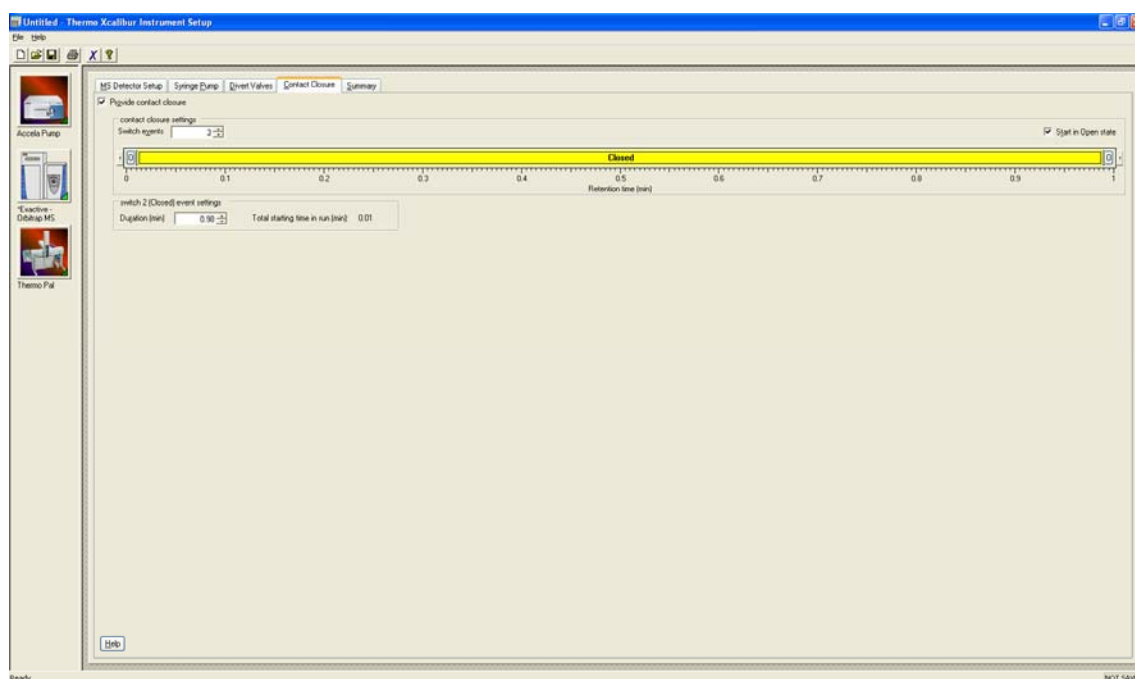 Untitled - Thermo Xcalibur Instrument Setup
File Help
X ?
MS Detector Setup Syringe Pump Divert Valves Contact Closure Summary
Provide contact closure
contact closure settings
Switch events 3
Start in Open state
Accela Pump
O Closed O
0 0.1 0.2 0.3 0.4 0.5 0.6 0.7 0.8 0.9 1
Retention time (min)
switch 2 (Closed) event settings
Duration (min) 0.98 Total starting time in run (min) 0.01
*Exactive -
Orbitrap MS
Thermo Pal
Help
Ready
NOT SAV